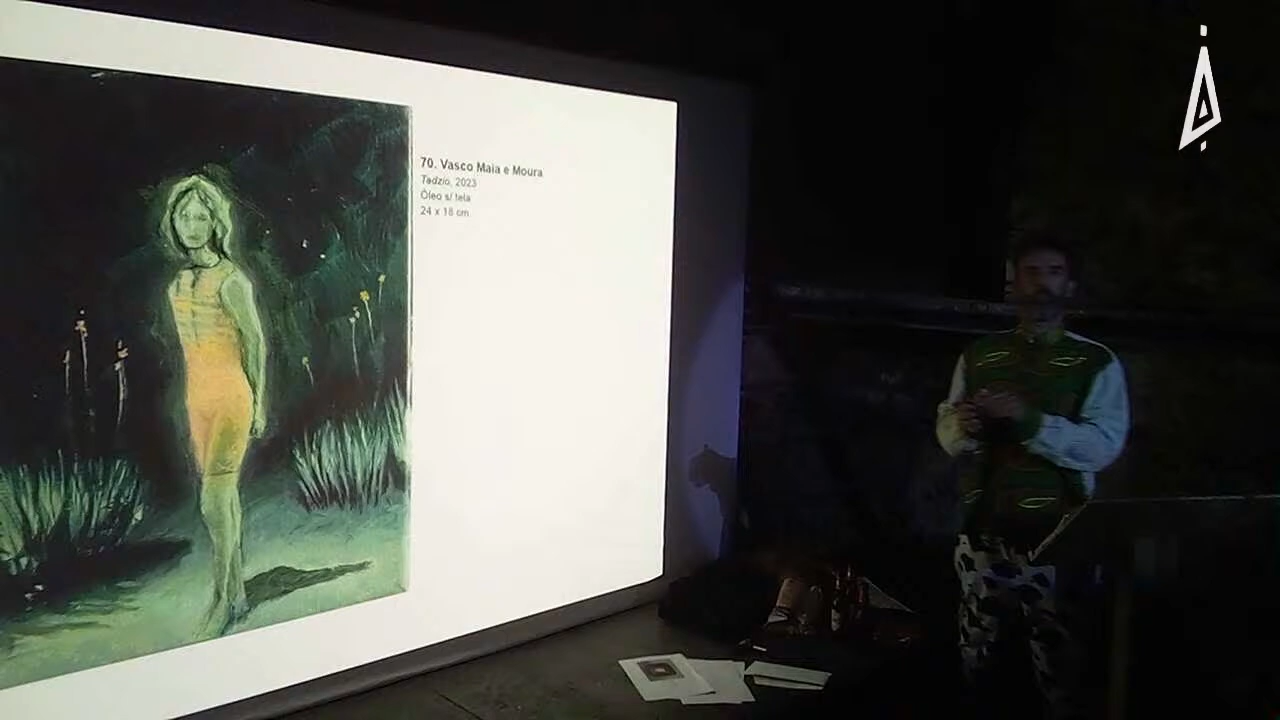 70. Vasco Maia e Moura
Tadzio, 2023
Óleo s/ tela
24 x 18 cm